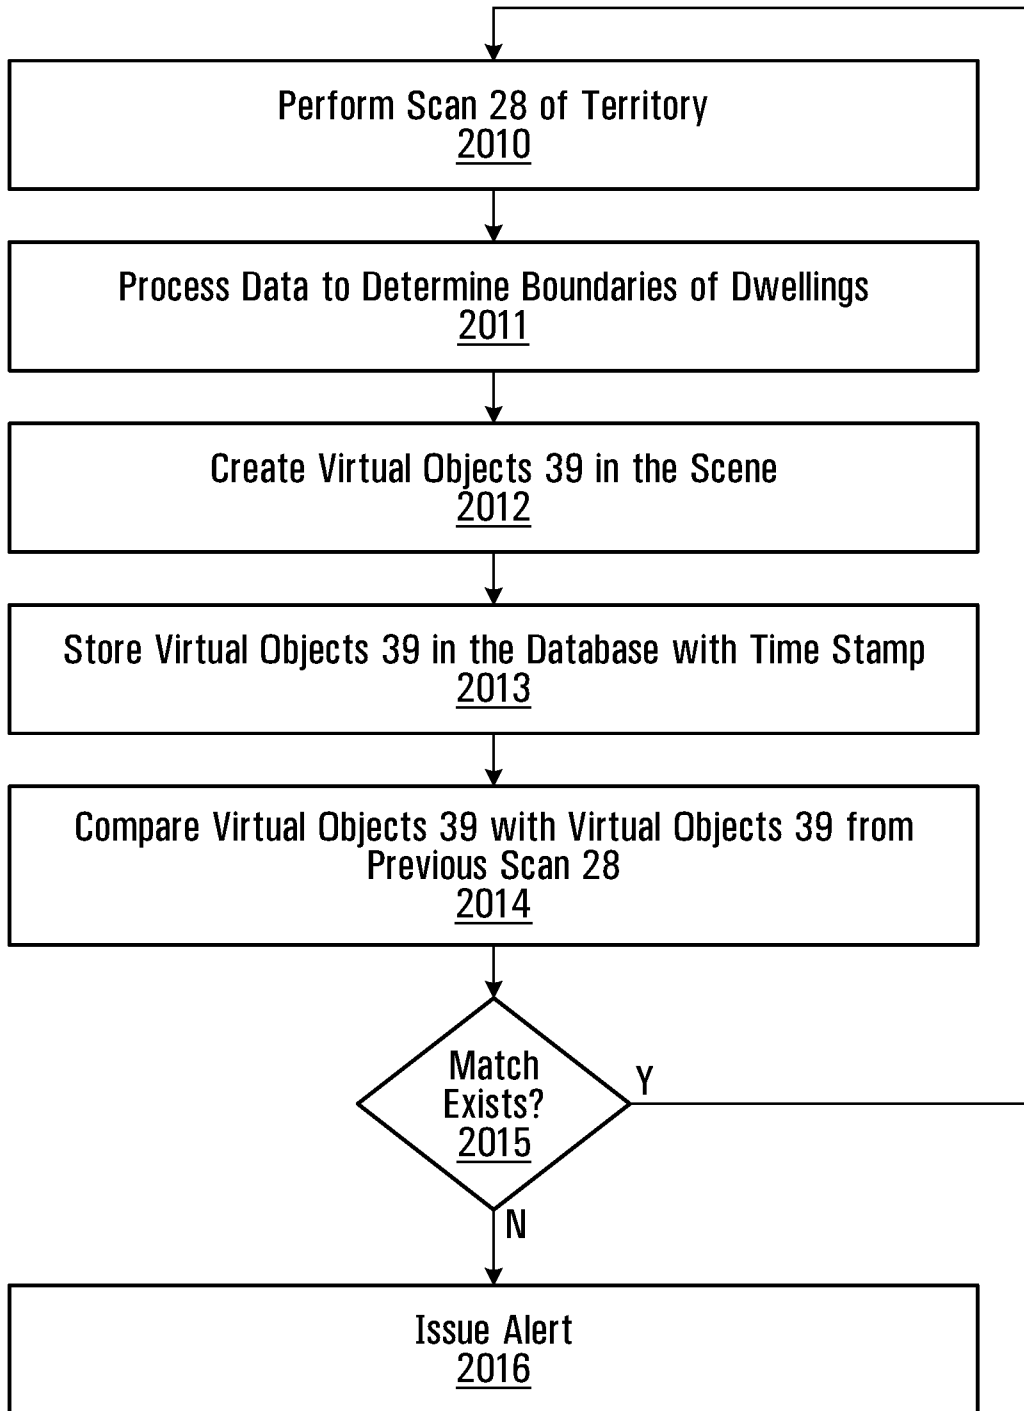 Perform Scan 28 of Territory
2010
Process Data to Determine Boundaries of Dwellings
2011
Create Virtual Objects 39 in the Scene
2012
Store Virtual Objects 39 in the Database with Time Stamp
2013
Compare Virtual Objects 39 with Virtual Objects 39 from
Previous Scan 28
2014
Match
Exists?
2015
Y
N
Issue Alert
2016